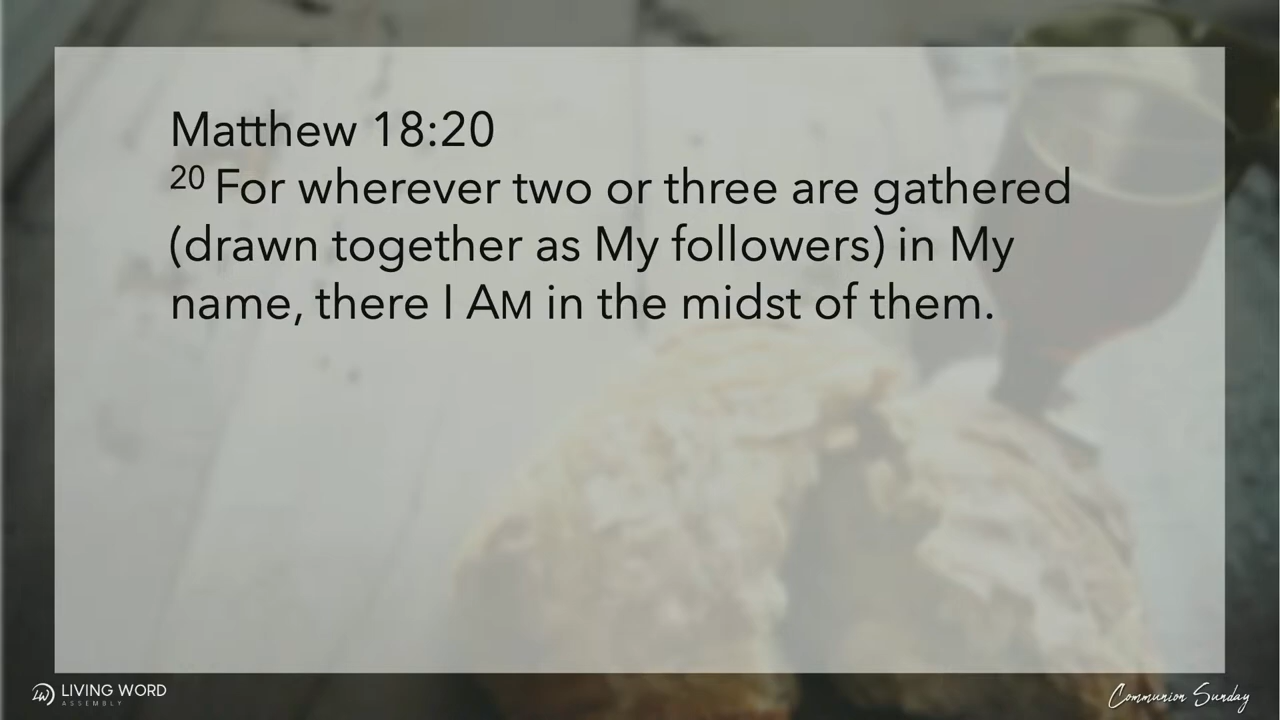 Matthew 18:20
20 For wherever two or three are gathered
(drawn together as My followers) in My
name, there I AM in the midst of them.
LW LIVING WORD
ASSEMBLY
Communion Sunday